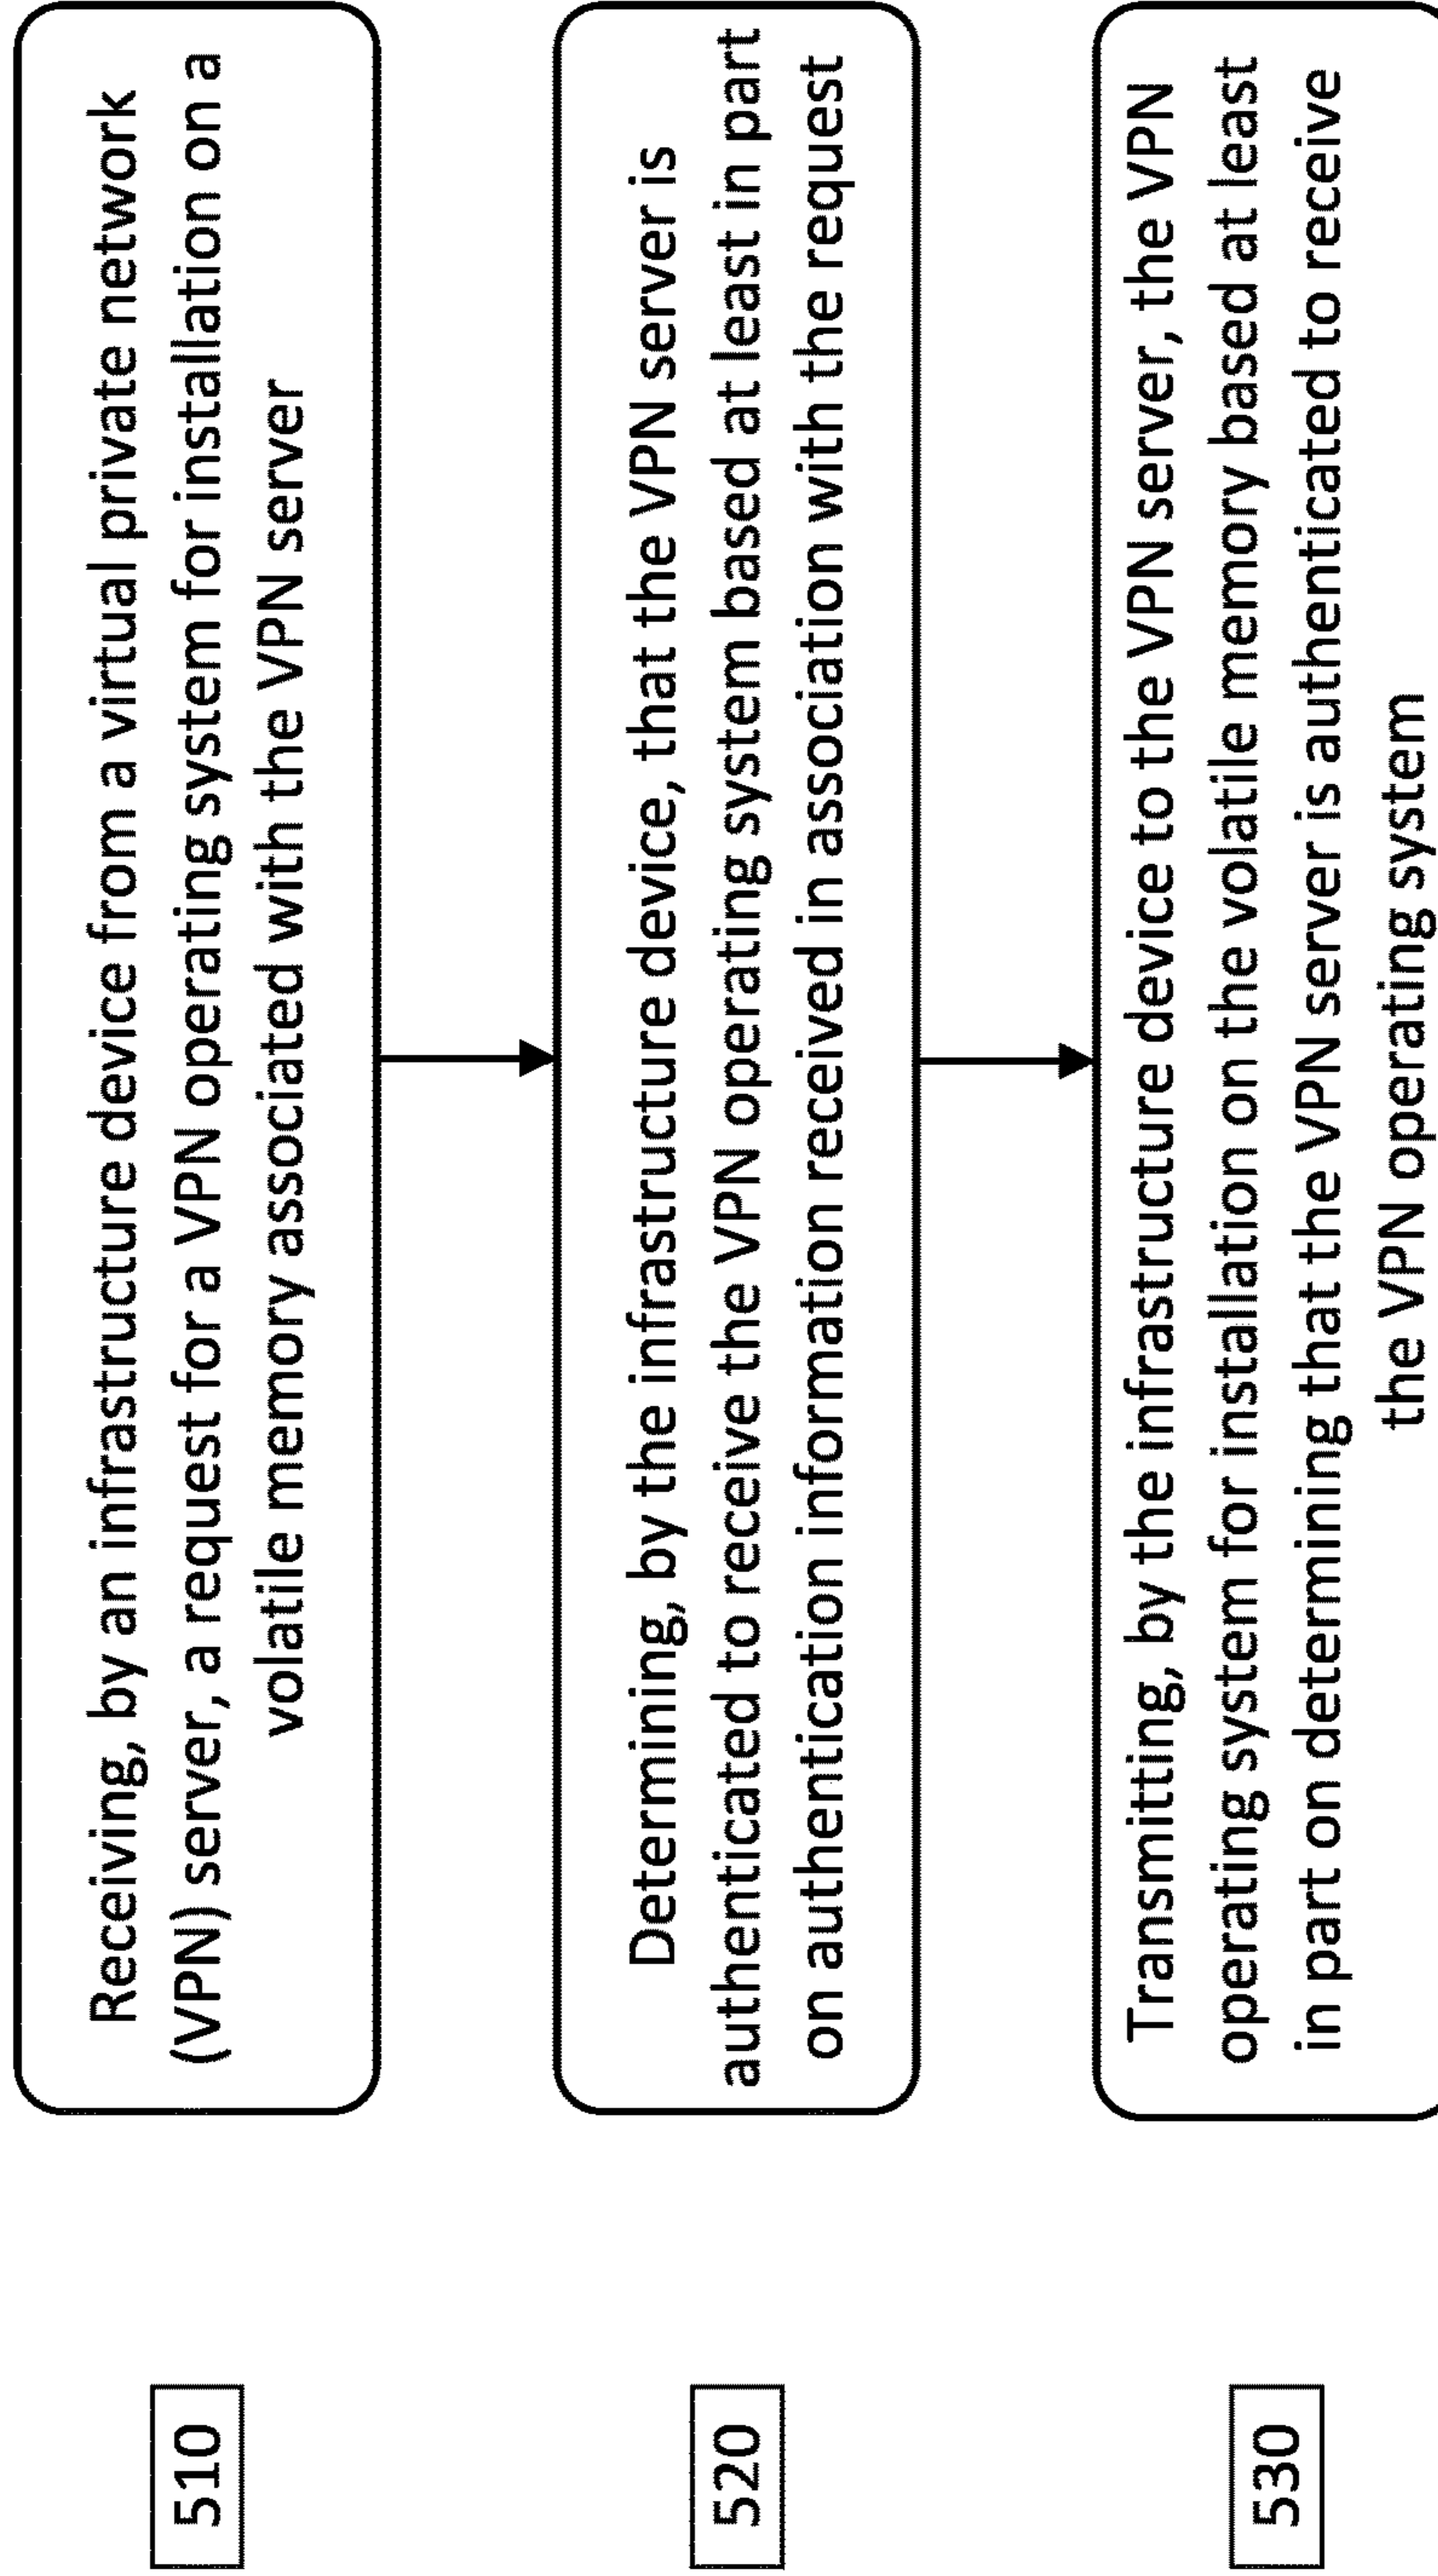 510
Receiving, by an infrastructure device from a virtual private network
(VPN) server, a request for a VPN operating system for installation on a
volatile memory associated with the VPN server
520
Determining, by the infrastructure device, that the VPN server is
authenticated to receive the VPN operating system based at least in part
on authentication information received in association with the request
530
Transmitting, by the infrastructure device to the VPN server, the VPN
operating system for installation on the volatile memory based at least
in part on determining that the VPN server is authenticated to receive
the VPN operating system